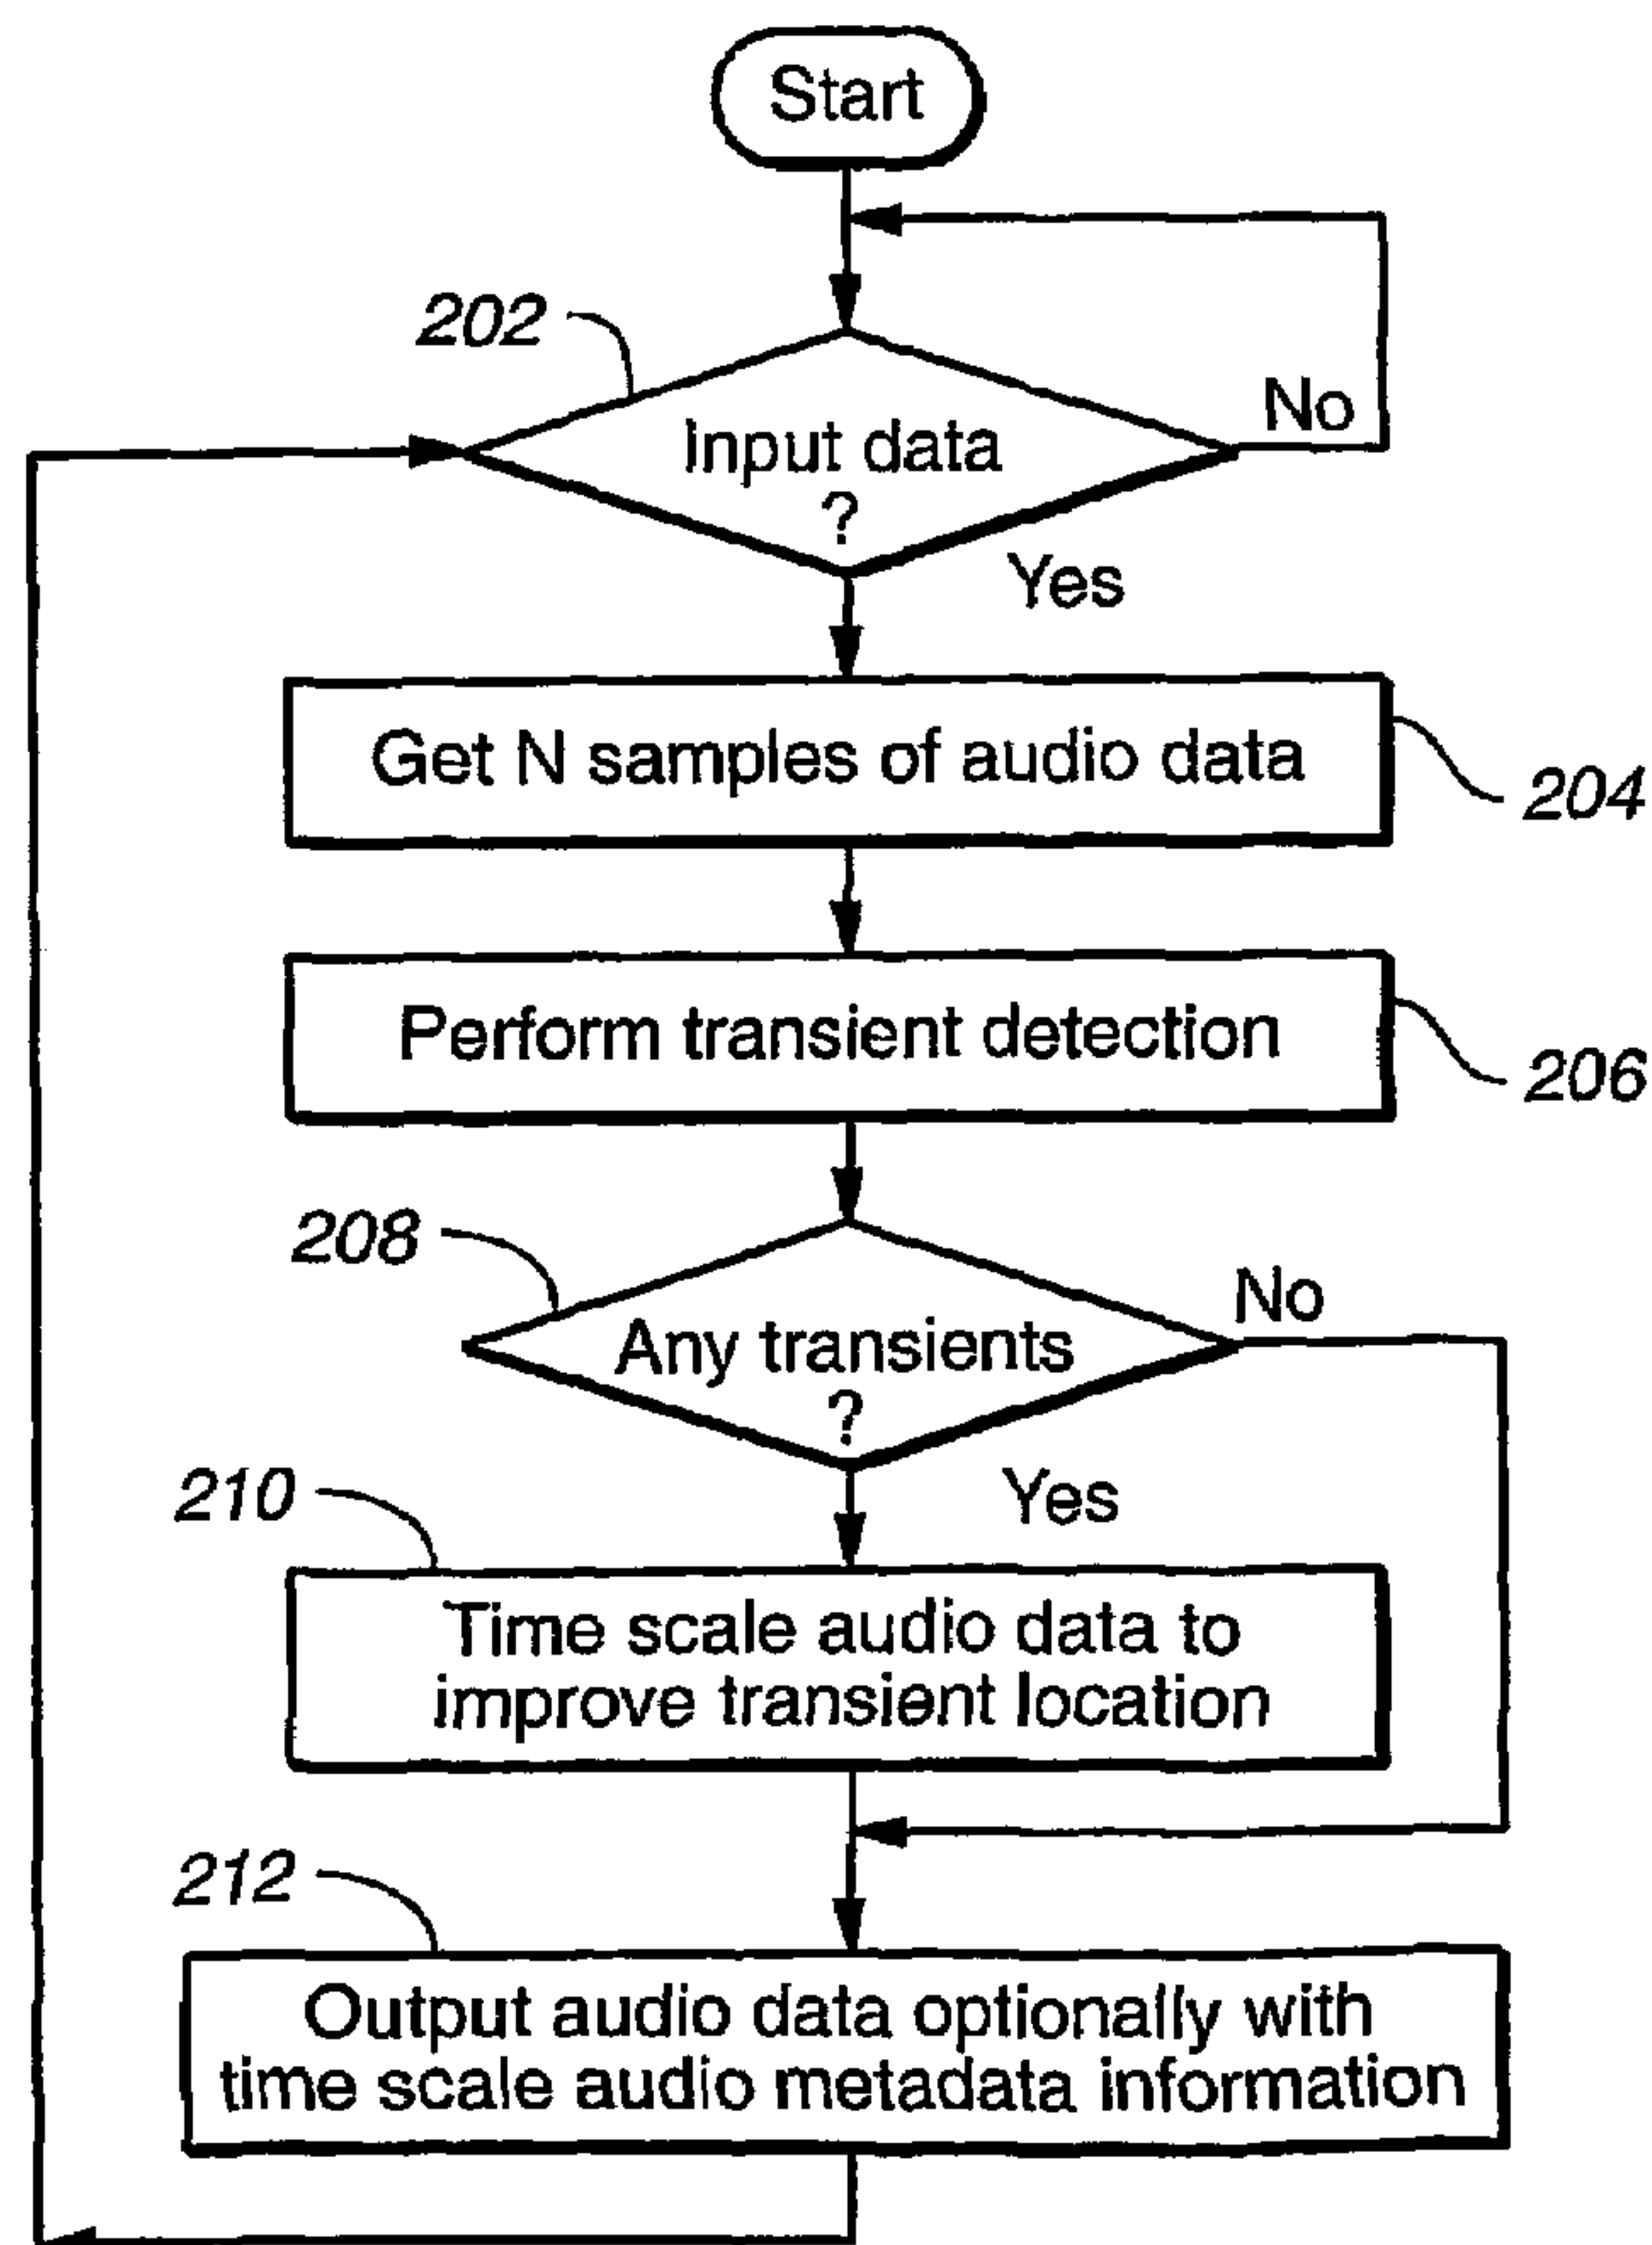 Start
202
Input data
?
No
Yes
Get N samples of audio data
204
Perform transient detection
206
208
Any transients
?
No
Yes
210
Time scale audio data to
improve transient location
212
Output audio data optionally with
time scale audio metadata information